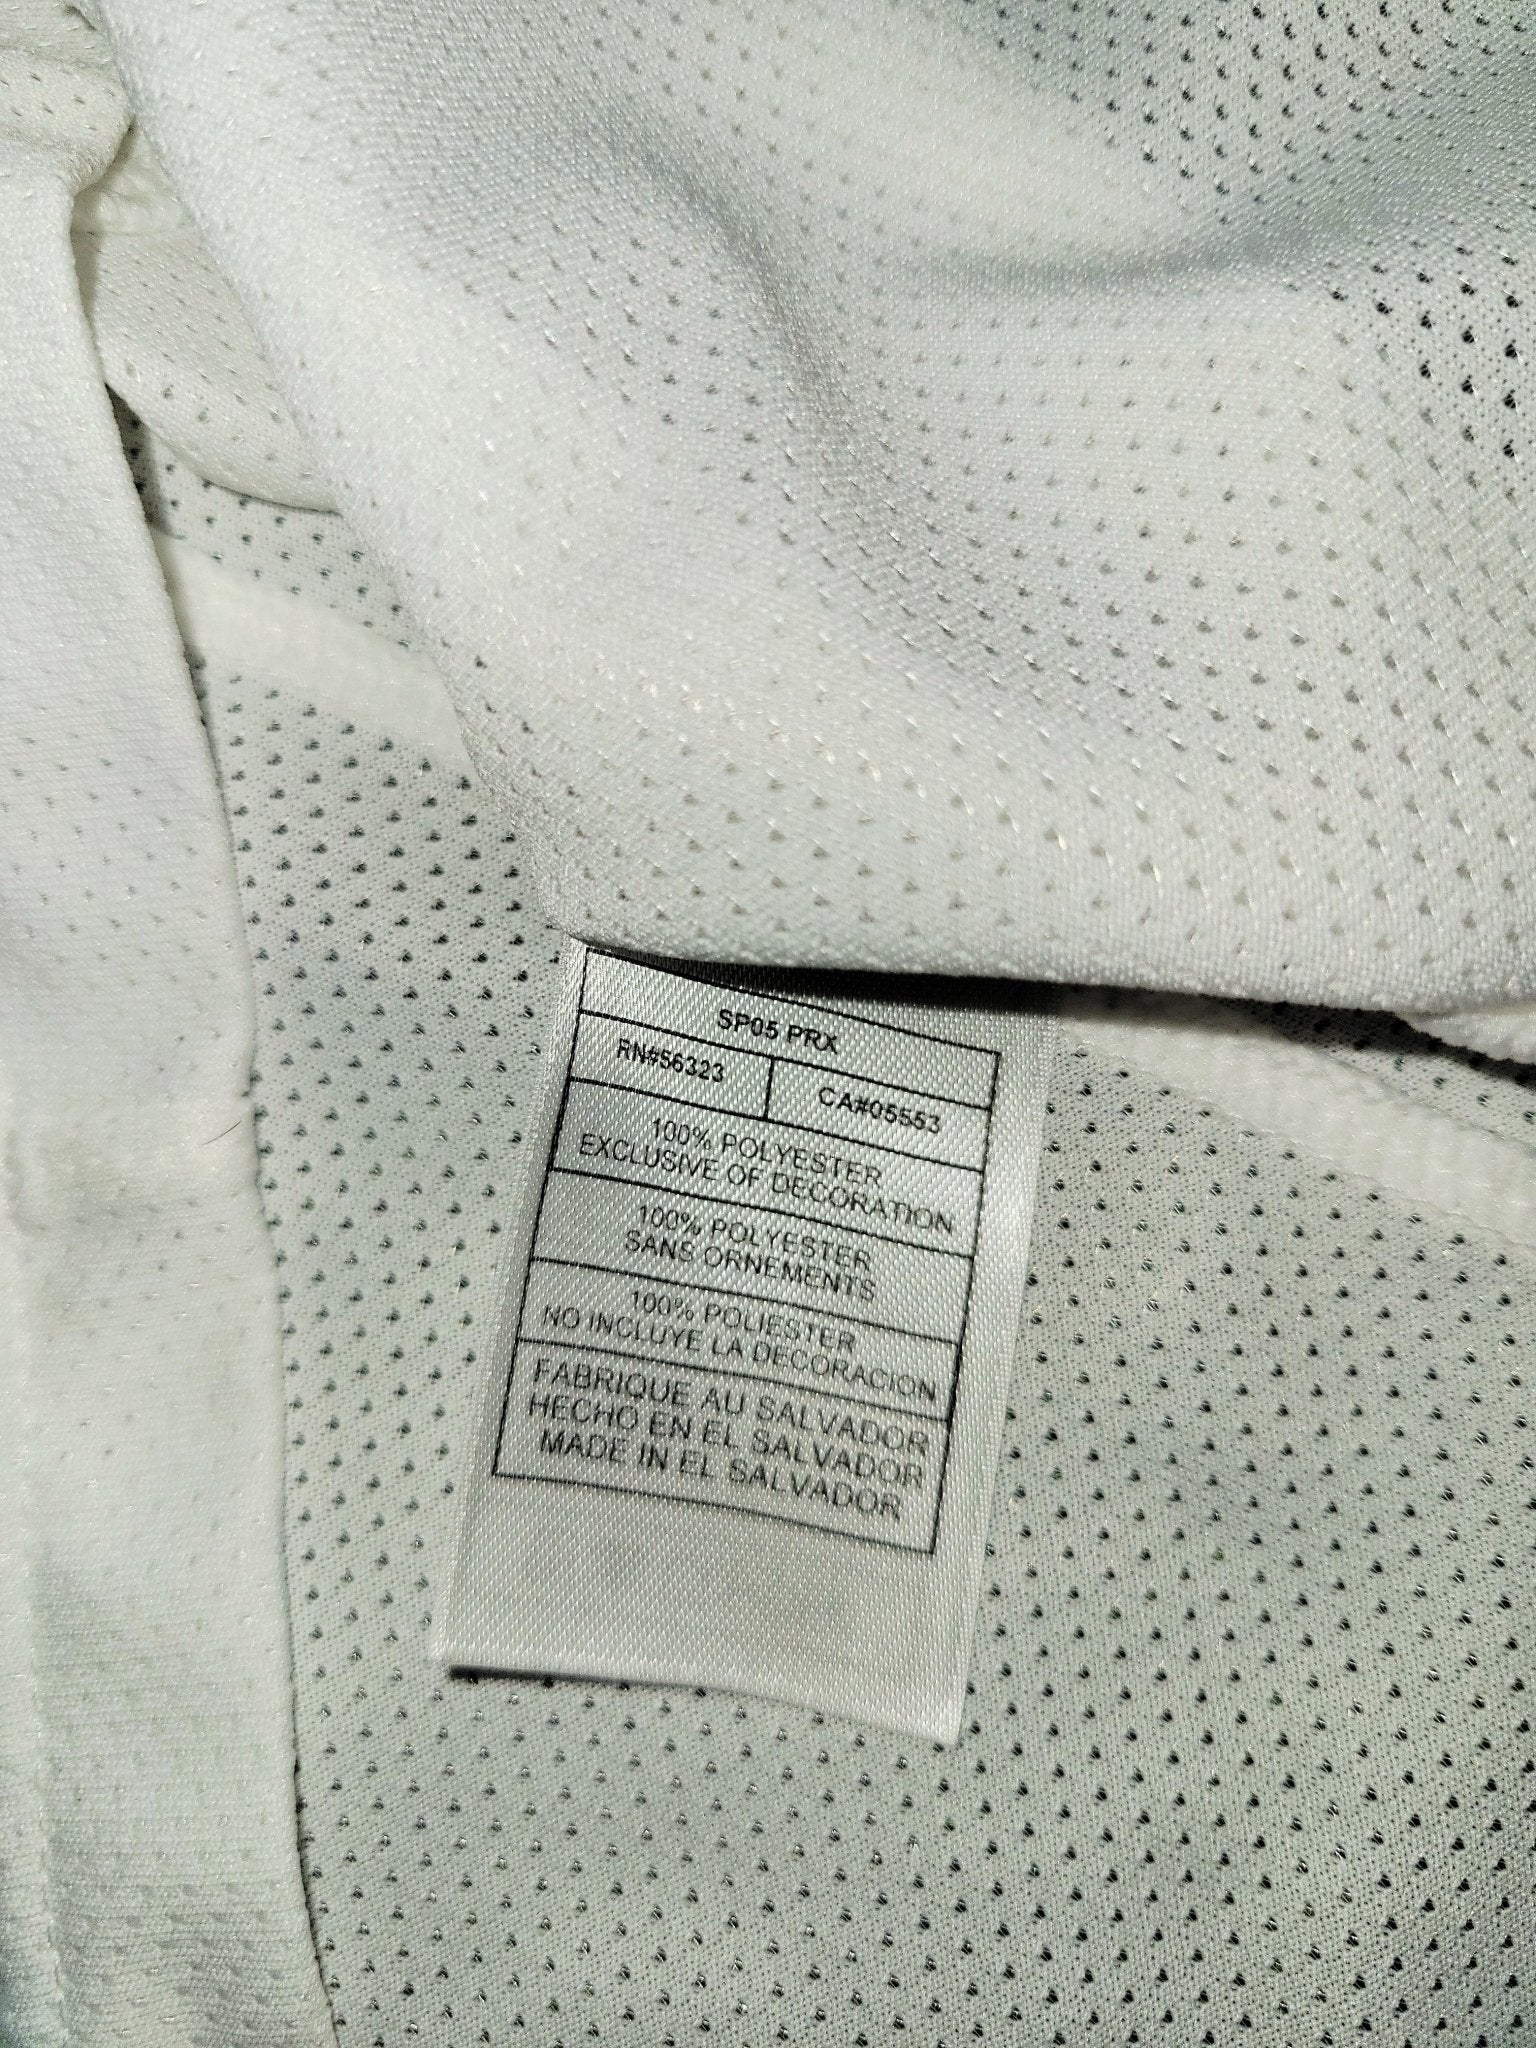 SP05 PRX
RN#56323 CA#05553
100% POLYESTER
EXCLUSIVE OF DECORATION
100% POLYESTER
SANS ORNEMENTS
100% POLIESTER
NO INCLUYE LA DECORACION
FABRIQUE AU SALVADOR
HECHO EN EL SALVADOR
MADE IN EL SALVADOR